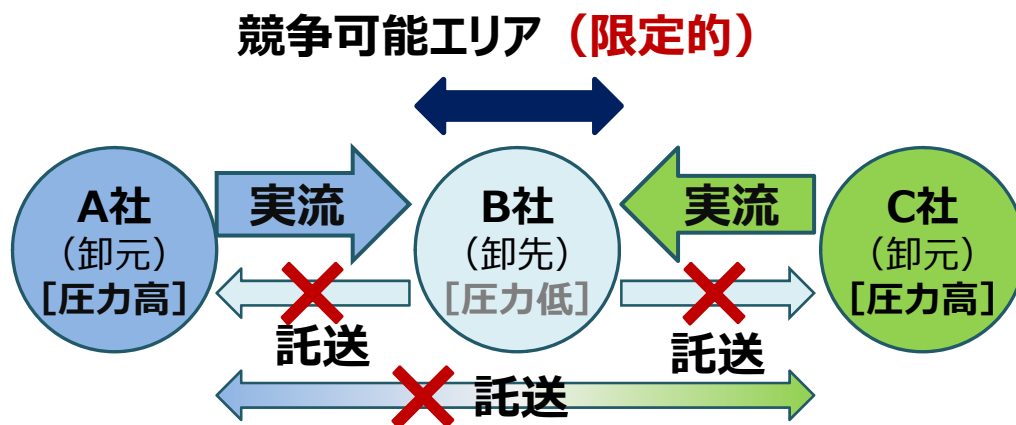 競争可能エリア（限定的）
A社
（卸元）
[圧力高]
実流
B社
（卸先）
[圧力低]
実流
C社
（卸元）
[圧力高]
託送
託送
託送